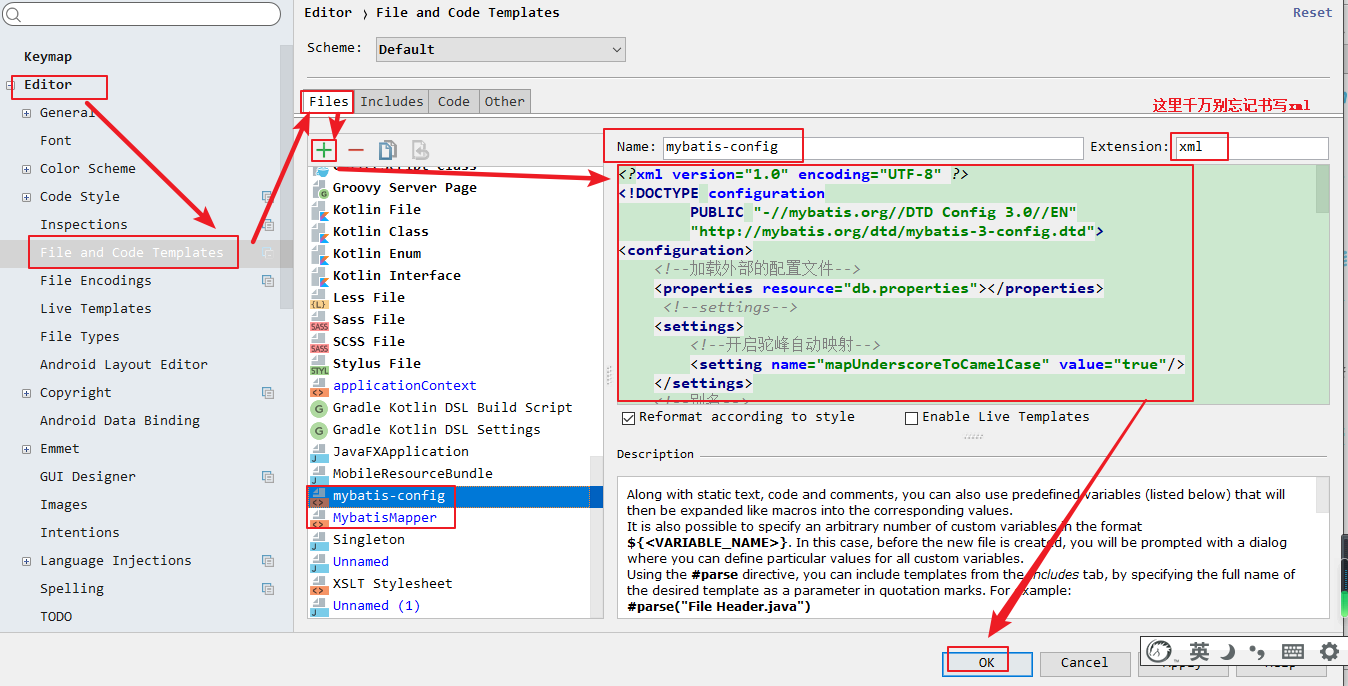 Editor › File and Code Templates
Reset
Keymap
Editor
General
Font
Color Scheme
Code Style
Inspections
File and Code Templates
File Encodings
Live Templates
File Types
Android Layout Editor
Copyright
Android Data Binding
Emmet
GUI Designer
Images
Intentions
Language Injections
Spelling
TODO
Scheme: Default
Files Includes Code Other
这里千万别忘记书写xml
Groovy Server Page
Kotlin File
Kotlin Class
Kotlin Enum
Kotlin Interface
Less File
Sass File
SCSS File
Stylus File
applicationContext
Gradle Kotlin DSL Build Script
Gradle Kotlin DSL Settings
JavaFXApplication
MobileResourceBundle
mybatis-config
MybatisMapper
Singleton
Unnamed
XSLT Stylesheet
Unnamed (1)
Name: mybatis-config Extension: xml
<?xml version="1.0" encoding="UTF-8" ?>
<!DOCTYPE configuration
PUBLIC "-//mybatis.org//DTD Config 3.0//EN"
"http://mybatis.org/dtd/mybatis-3-config.dtd">
<configuration>
<!--加载外部的配置文件-->
<properties resource="db.properties"></properties>
<!--settings-->
<settings>
<!--开启驼峰自动映射-->
<setting name="mapUnderscoreToCamelCase" value="true"/>
</settings>
<!--别名-->
Reformat according to style Enable Live Templates
Description
Along with static text, code and comments, you can also use predefined variables (listed below) that will
then be expanded like macros into the corresponding values.
It is also possible to specify an arbitrary number of custom variables in the format
${<VARIABLE_NAME>}. In this case, before the new file is created, you will be prompted with a dialog
where you can define particular values for all custom variables.
Using the #parse directive, you can include templates from the Includes tab, by specifying the full name of
the desired template as a parameter in quotation marks. For example:
#parse("File Header.java")
OK Cancel Apply Help
英